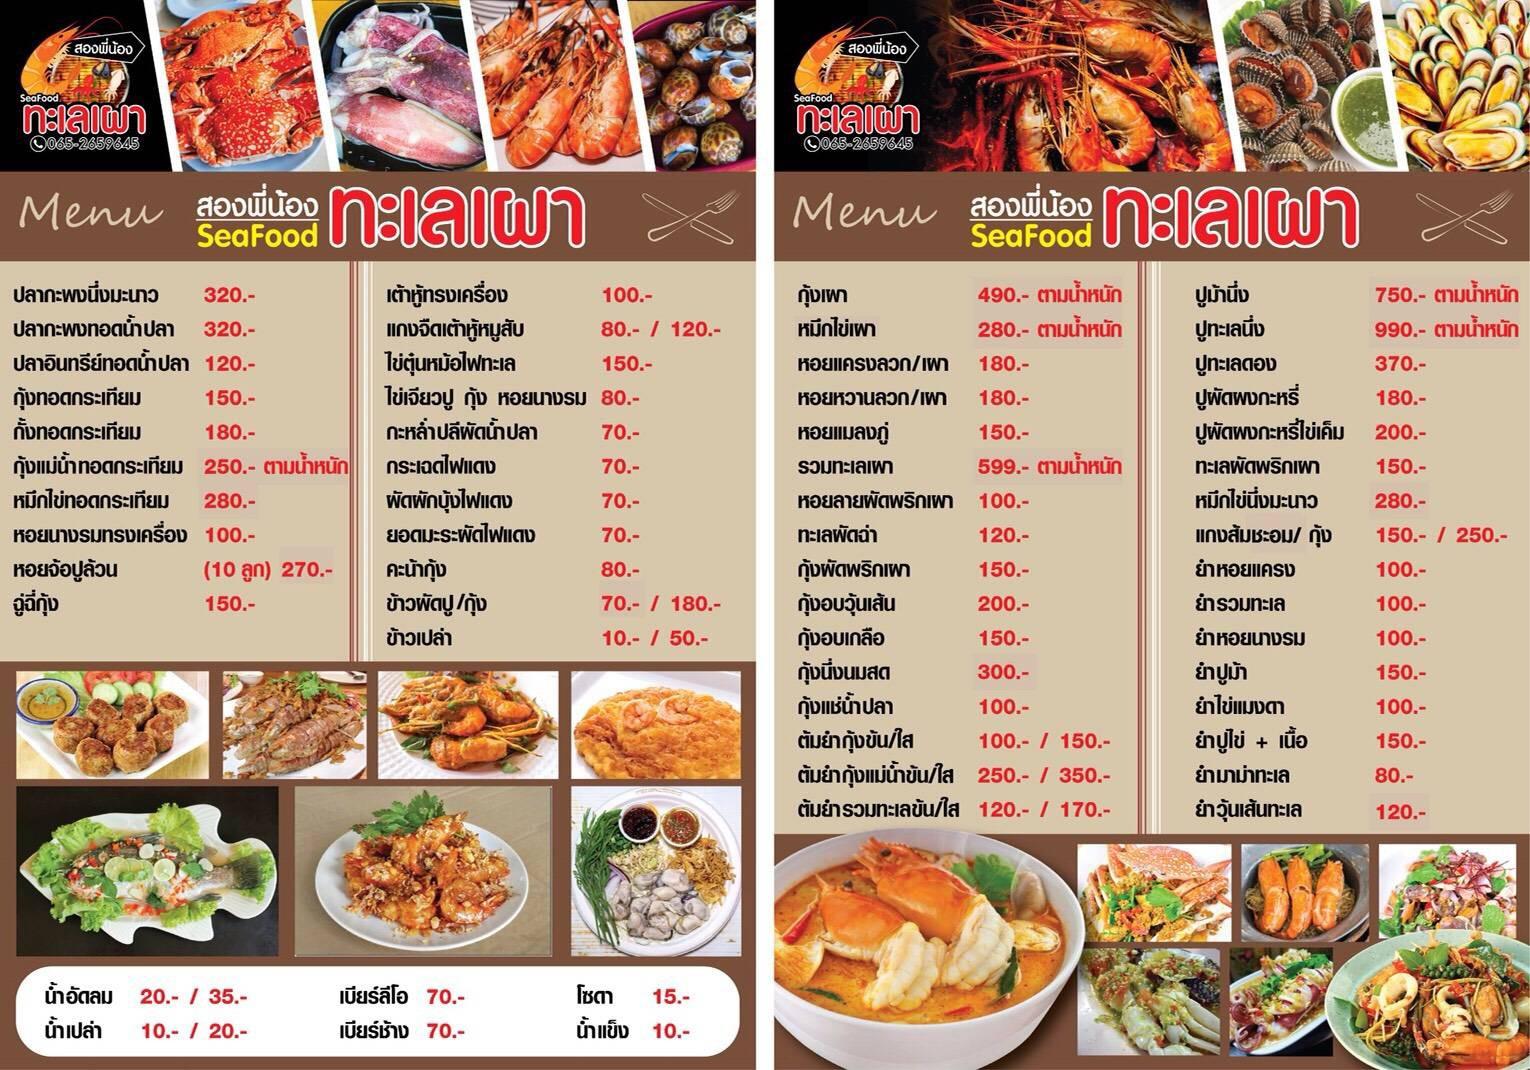 สองพี่น้อง
SeaFood
ทะเลเผา
065-2659645
Menu สองพี่น้อง SeaFood ทะเลเผา
ปลากะพงนึ่งมะนาว 320.-
ปลากะพงทอดน้ำปลา 320.-
ปลาอินทรีย์ทอดน้ำปลา 120.-
กุ้งทอดกระเทียม 150.-
กั้งทอดกระเทียม 180.-
กุ้งแม่น้ำทอดกระเทียม 250.- ตามน้ำหนัก
หมึกไข่ทอดกระเทียม 280.-
หอยนางรมทรงเครื่อง 100.-
หอยจ้อปูล้วน (10 ลูก) 270.-
ฉู่ฉี่กุ้ง 150.-
เต้าหู้ทรงเครื่อง 100.-
แกงจืดเต้าหู้หมูสับ 80.- / 120.-
ไข่ตุ๋นหม้อไฟทะเล 150.-
ไข่เจียวปู กุ้ง หอยนางรม 80.-
กะหล่ำปลีผัดน้ำปลา 70.-
กระเฉดไฟแดง 70.-
ผัดผักบุ้งไฟแดง 70.-
ยอดมะระผัดไฟแดง 70.-
คะน้ากุ้ง 80.-
ข้าวผัดปู/กุ้ง 70.- / 180.-
ข้าวเปล่า 10.- / 50.-
น้ำอัดลม 20.- / 35.-
น้ำเปล่า 10.- / 20.-
เบียร์ลีโอ 70.-
เบียร์ช้าง 70.-
โซดา 15.-
น้ำแข็ง 10.-
สองพี่น้อง
SeaFood
ทะเลเผา
065-2659645
Menu สองพี่น้อง SeaFood ทะเลเผา
กุ้งเผา 490.- ตามน้ำหนัก
หมึกไข่เผา 280.- ตามน้ำหนัก
หอยแครงลวก/เผา 180.-
หอยหวานลวก/เผา 180.-
หอยแมลงภู่ 150.-
รวมทะเลเผา 599.- ตามน้ำหนัก
หอยลายผัดพริกเผา 100.-
ทะเลผัดฉ่า 120.-
กุ้งผัดพริกเผา 150.-
กุ้งอบวุ้นเส้น 200.-
กุ้งอบเกลือ 150.-
กุ้งนึ่งนมสด 300.-
กุ้งแช่น้ำปลา 100.-
ต้มยำกุ้งข้น/ใส 100.- / 150.-
ต้มยำกุ้งแม่น้ำข้น/ใส 250.- / 350.-
ต้มยำรวมทะเลข้น/ใส 120.- / 170.-
ปูม้านึ่ง 750.- ตามน้ำหนัก
ปูทะเลนึ่ง 990.- ตามน้ำหนัก
ปูทะเลดอง 370.-
ปูผัดผงกะหรี่ 180.-
ปูผัดผงกะหรี่ไข่เค็ม 200.-
ทะเลผัดพริกเผา 150.-
หมึกไข่นึ่งมะนาว 280.-
แกงส้มชะอม/ กุ้ง 150.- / 250.-
ยำหอยแครง 100.-
ยำรวมทะเล 100.-
ยำหอยนางรม 100.-
ยำปูม้า 150.-
ยำไข่แมงดา 100.-
ยำปูไข่ + เนื้อ 150.-
ยำมาม่าทะเล 80.-
ยำวุ้นเส้นทะเล 120.-